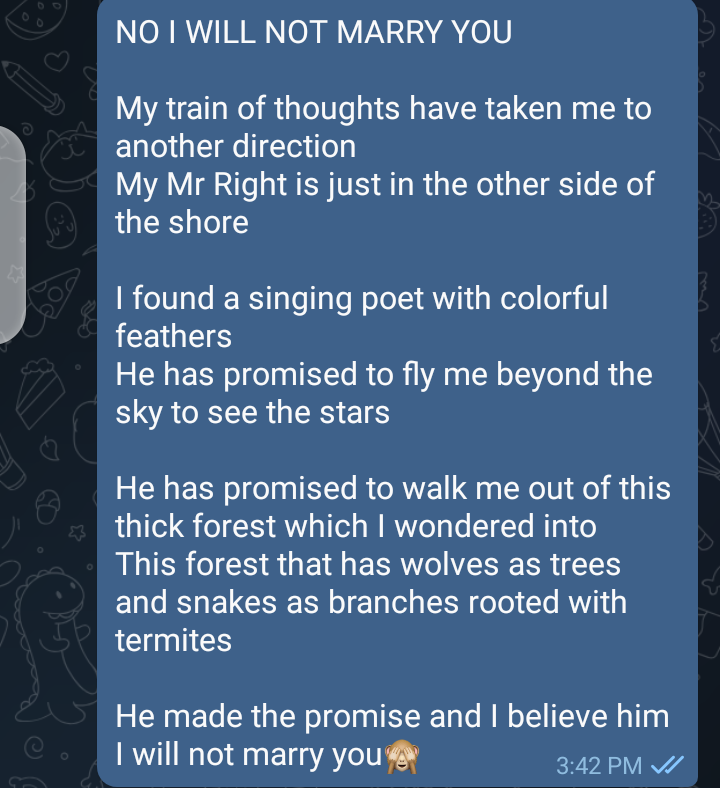 NO I WILL NOT MARRY YOU
My train of thoughts have taken me to
another direction
My Mr Right is just in the other side of
the shore
I found a singing poet with colorful
feathers
He has promised to fly me beyond the
sky to see the stars
He has promised to walk me out of this
thick forest which I wondered into
This forest that has wolves as trees
and snakes as branches rooted with
termites
He made the promise and I believe him
I will not marry you🙈
3:42 PM